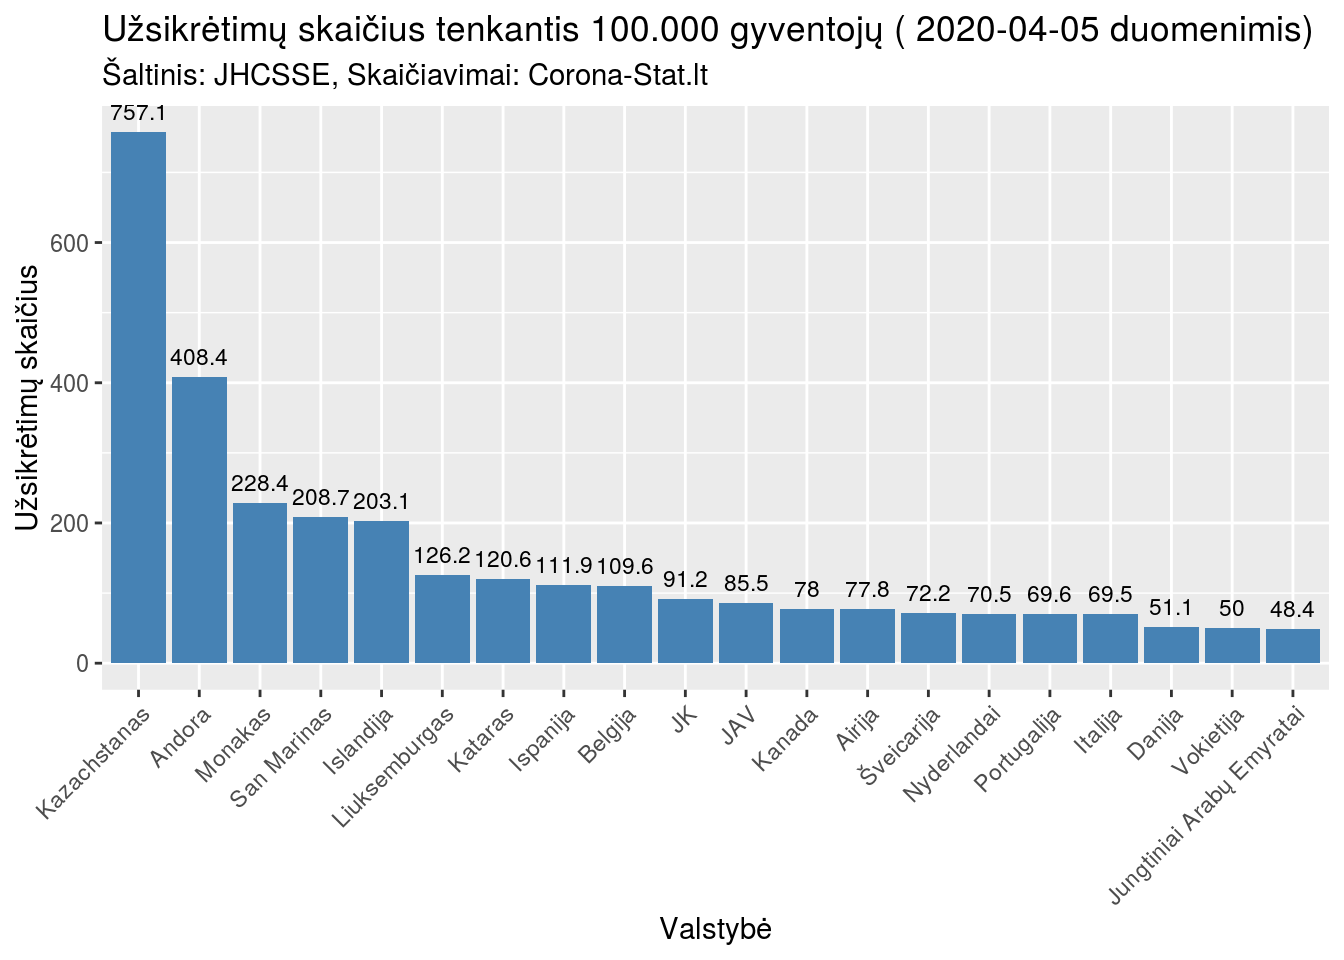 Užsikrėtimų skaičius tenkantis 100.000 gyventojų ( 2020-04-05 duomenimis)
Šaltinis: JHCSSE, Skaičiavimai: Corona-Stat.lt
Užsikrėtimų skaičius
600
400
200
0
757.1
408.4
228.4
208.7
203.1
126.2
120.6
111.9
109.6
91.2
85.5
78
77.8
72.2
70.5
69.6
69.5
51.1
50
48.4
Kazachstanas
Andora
Monakas
San Marinas
Islandija
Liuksemburgas
Kataras
Ispanija
Belgija
JK
JAV
Kanada
Airija
Šveicarija
Nyderlandai
Portugalija
Italija
Danija
Vokietija
Jungtiniai Arabų Emyratai
Valstybė